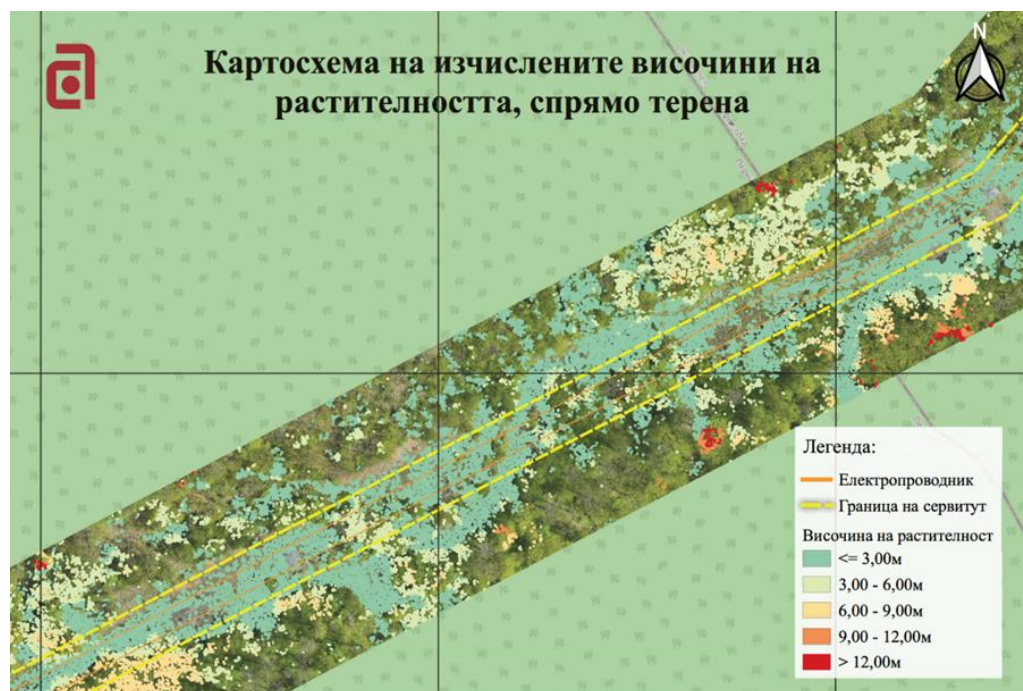 Картосхема на изчислените височини на
растителността, спрямо терена
N
Легенда:
Електропроводник
Граница на сервитут
Височина на растителност
<= 3,00м
3,00 - 6,00м
6,00 - 9,00м
9,00 - 12,00м
> 12,00м